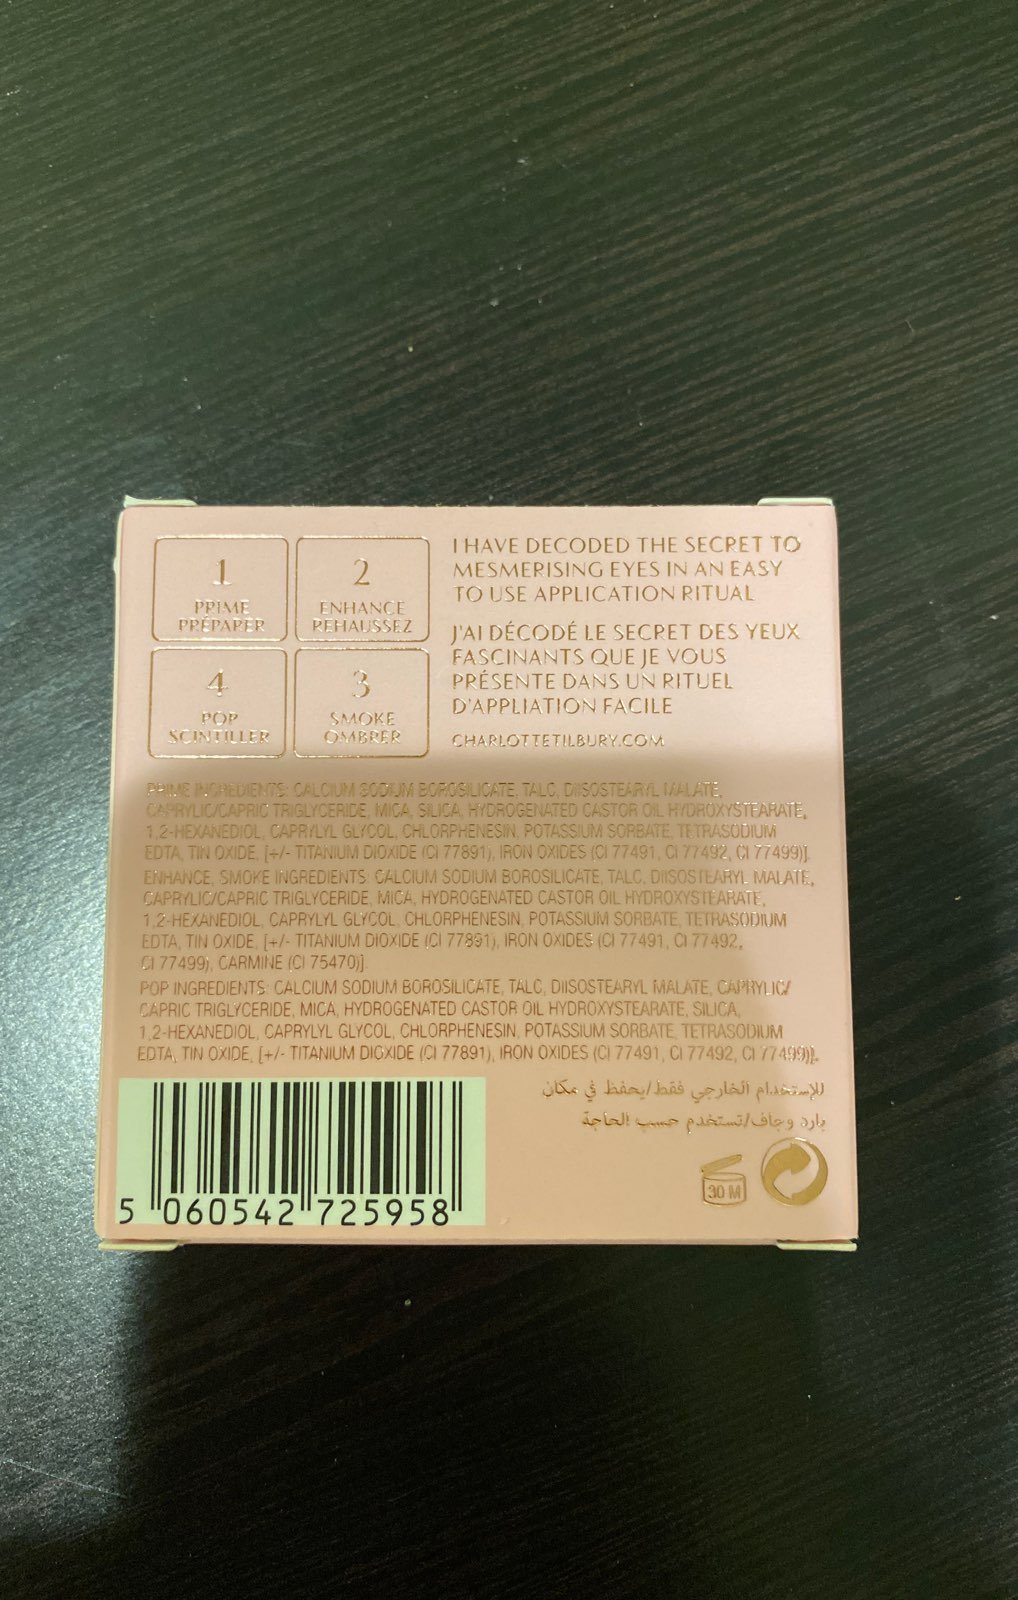 1
PRIME
PRÉPARER
2
ENHANCE
REHAUSSEZ
4
POP
SCINTILLER
3
SMOKE
OMBRER
I HAVE DECODED THE SECRET TO
MESMERISING EYES IN AN EASY
TO USE APPLICATION RITUAL
J'AI DÉCODÉ LE SECRET DES YEUX
FASCINANTS QUE JE VOUS
PRÉSENTE DANS UN RITUEL
D'APPLIATION FACILE
CHARLOTTETILBURY.COM
PRIME INGREDIENTS: CALCIUM SODIUM BOROSILICATE, TALC, DIISOSTEARYL MALATE,
CAPRYLIC/CAPRIC TRIGLYCERIDE, MICA, SILICA, HYDROGENATED CASTOR OIL HYDROXYSTEARATE,
1,2-HEXANEDIOL, CAPRYLYL GLYCOL, CHLORPHENESIN, POTASSIUM SORBATE, TETRASODIUM
EDTA, TIN OXIDE, [+/- TITANIUM DIOXIDE (CI 77891), IRON OXIDES (CI 77491, CI 77492, CI 77499)].
ENHANCE, SMOKE INGREDIENTS: CALCIUM SODIUM BOROSILICATE, TALC, DIISOSTEARYL MALATE,
CAPRYLIC/CAPRIC TRIGLYCERIDE, MICA, HYDROGENATED CASTOR OIL HYDROXYSTEARATE,
1,2-HEXANEDIOL, CAPRYLYL GLYCOL, CHLORPHENESIN, POTASSIUM SORBATE, TETRASODIUM
EDTA, TIN OXIDE, [+/- TITANIUM DIOXIDE (CI 77891), IRON OXIDES (CI 77491, CI 77492,
CI 77499), CARMINE (CI 75470)].
POP INGREDIENTS: CALCIUM SODIUM BOROSILICATE, TALC, DIISOSTEARYL MALATE, CAPRYLIC/
CAPRIC TRIGLYCERIDE, MICA, HYDROGENATED CASTOR OIL HYDROXYSTEARATE, SILICA,
1,2-HEXANEDIOL, CAPRYLYL GLYCOL, CHLORPHENESIN, POTASSIUM SORBATE, TETRASODIUM
EDTA, TIN OXIDE, [+/- TITANIUM DIOXIDE (CI 77891), IRON OXIDES (CI 77491, CI 77492, CI 77499)].
للإستخدام الخارجي فقط/يحفظ في مكان
بارد وجاف/تستخدم حسب الحاجة
30 M
5 060542 725958